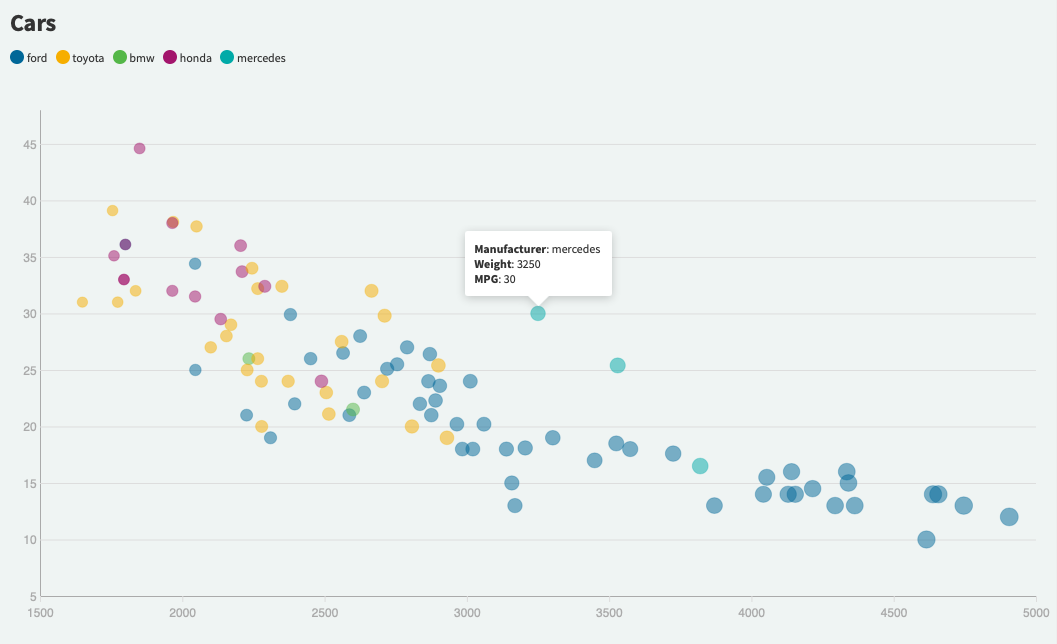 Cars
ford toyota bmw honda mercedes
45
40
35
Manufacturer: mercedes
Weight: 3250
MPG: 30
30
25
20
15
10
5
1500 2000 2500 3000 3500 4000 4500 5000